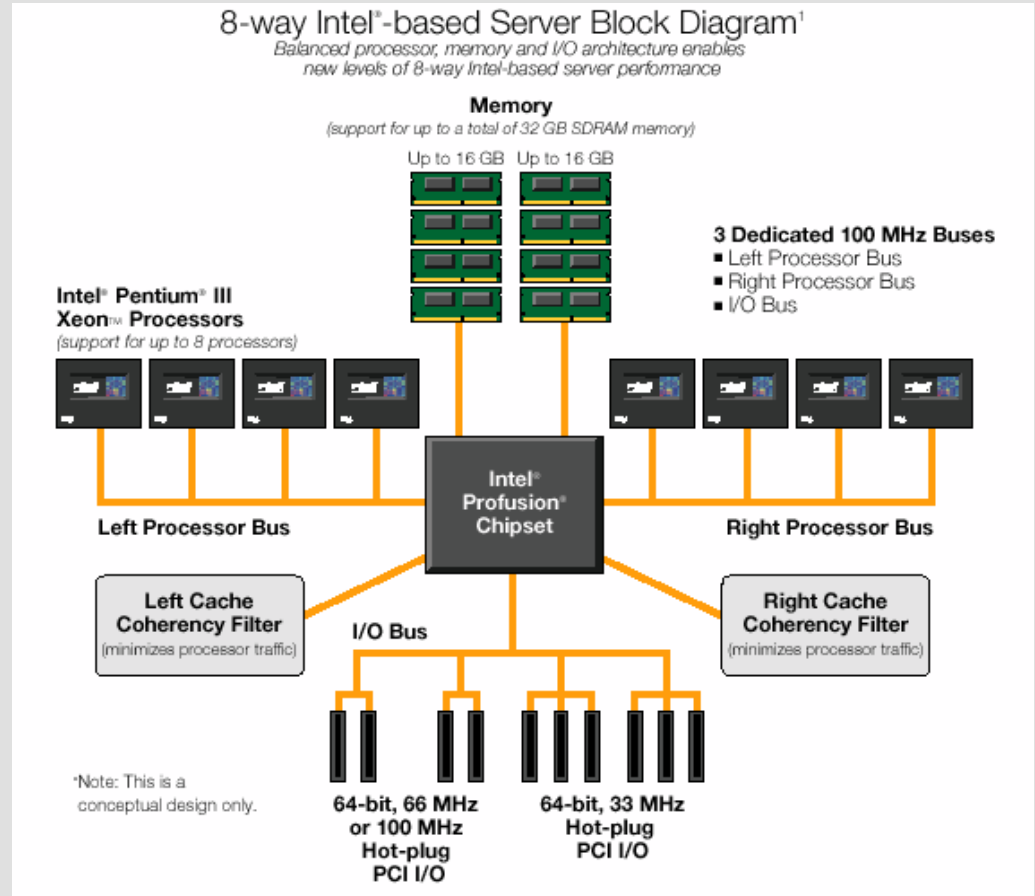 8-way Intel®-based Server Block Diagram¹
Balanced processor, memory and I/O architecture enables
new levels of 8-way Intel-based server performance
Memory
(support for up to a total of 32 GB SDRAM memory)
Up to 16 GB Up to 16 GB
3 Dedicated 100 MHz Buses
▪ Left Processor Bus
▪ Right Processor Bus
▪ I/O Bus
Intel® Pentium® III
Xeon™ Processors
(support for up to 8 processors)
Intel®
Profusion®
Chipset
Left Processor Bus
Right Processor Bus
Left Cache
Coherency Filter
(minimizes processor traffic)
Right Cache
Coherency Filter
(minimizes processor traffic)
I/O Bus
*Note: This is a
conceptual design only.
64-bit, 66 MHz
or 100 MHz
Hot-plug
PCI I/O
64-bit, 33 MHz
Hot-plug
PCI I/O